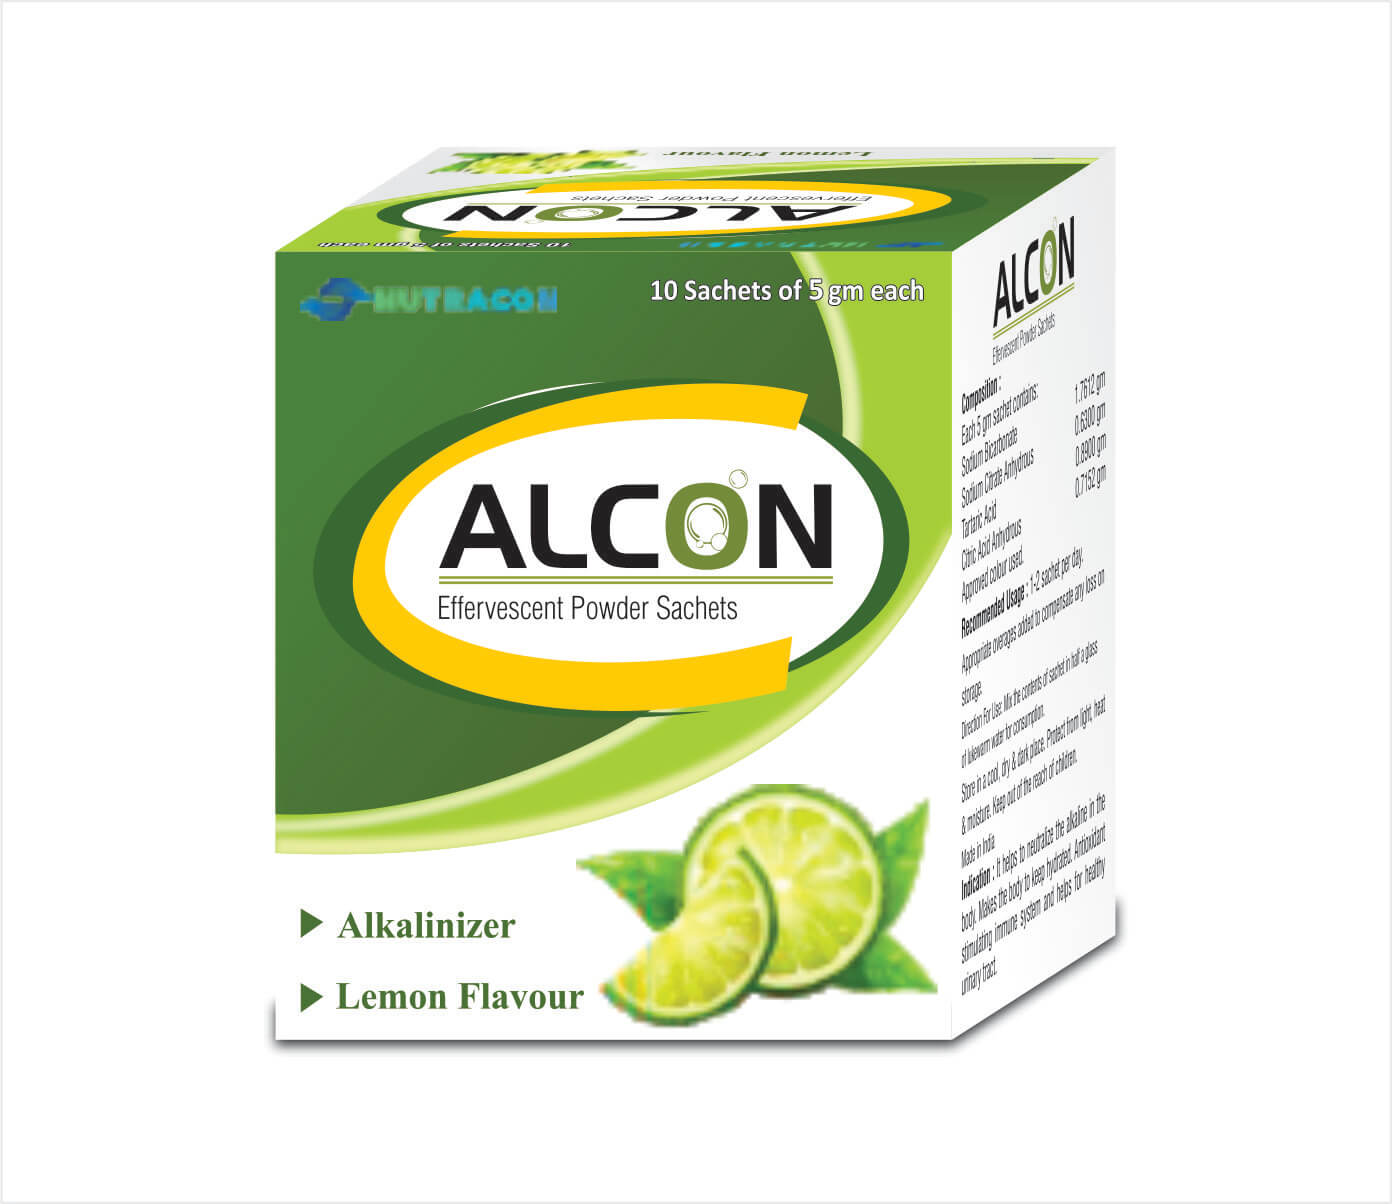 Lemon Flavour
Effervescent Powder Sachets
ALCON
10 Sachets of 5 gm each
NUTRACON
10 Sachets of 5 gm each
ALCON
Effervescent Powder Sachets
Alkalinizer
Lemon Flavour
ALCON
Effervescent Powder Sachets
Composition :
Each 5 gm sachet contains:
Sodium Bicarbonate 1.7612 gm
Sodium Citrate Anhydrous 0.6300 gm
Tartaric Acid 0.8900 gm
Citric Acid Anhydrous 0.7152 gm
Approved colour used.
Recommended Usage : 1-2 sachet per day.
Appropriate overages added to compensate any loss on
storage.
Direction For Use: Mix the contents of sachet in half a glass
of lukewarm water for consumption.
Store in a cool, dry & dark place. Protect from light, heat
& moisture. Keep out of the reach of children.
Made in India
Indication : It helps to neutralize the alkaline in the
body. Makes the body to keep hydrated. Antioxidant
stimulating immune system and helps for healthy
urinary tract.